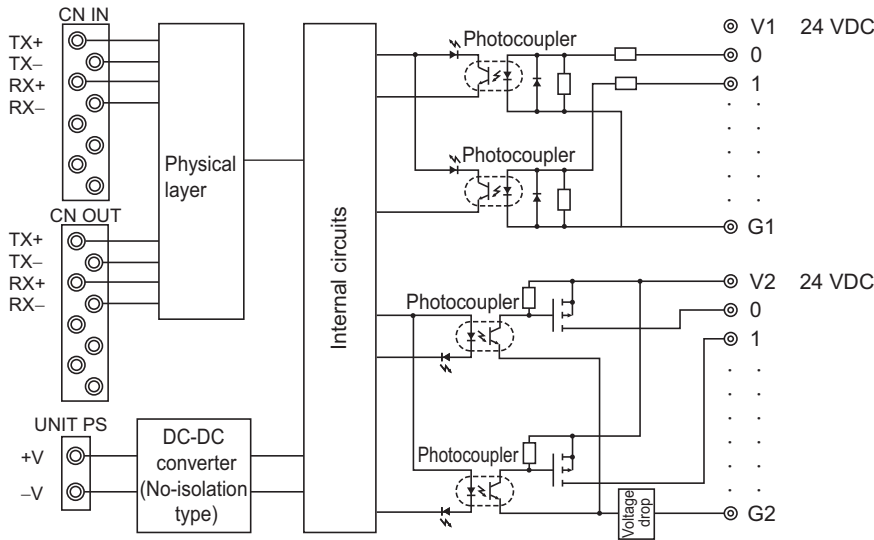 CN IN
TX+
TX–
RX+
RX–
CN OUT
TX+
TX–
RX+
RX–
UNIT PS
+V
–V
Physical
layer
DC-DC
converter
(No-isolation
type)
Internal circuits
Photocoupler
Photocoupler
Photocoupler
Photocoupler
Voltage
drop
V1 24 VDC
0
1
G1
V2 24 VDC
0
1
G2